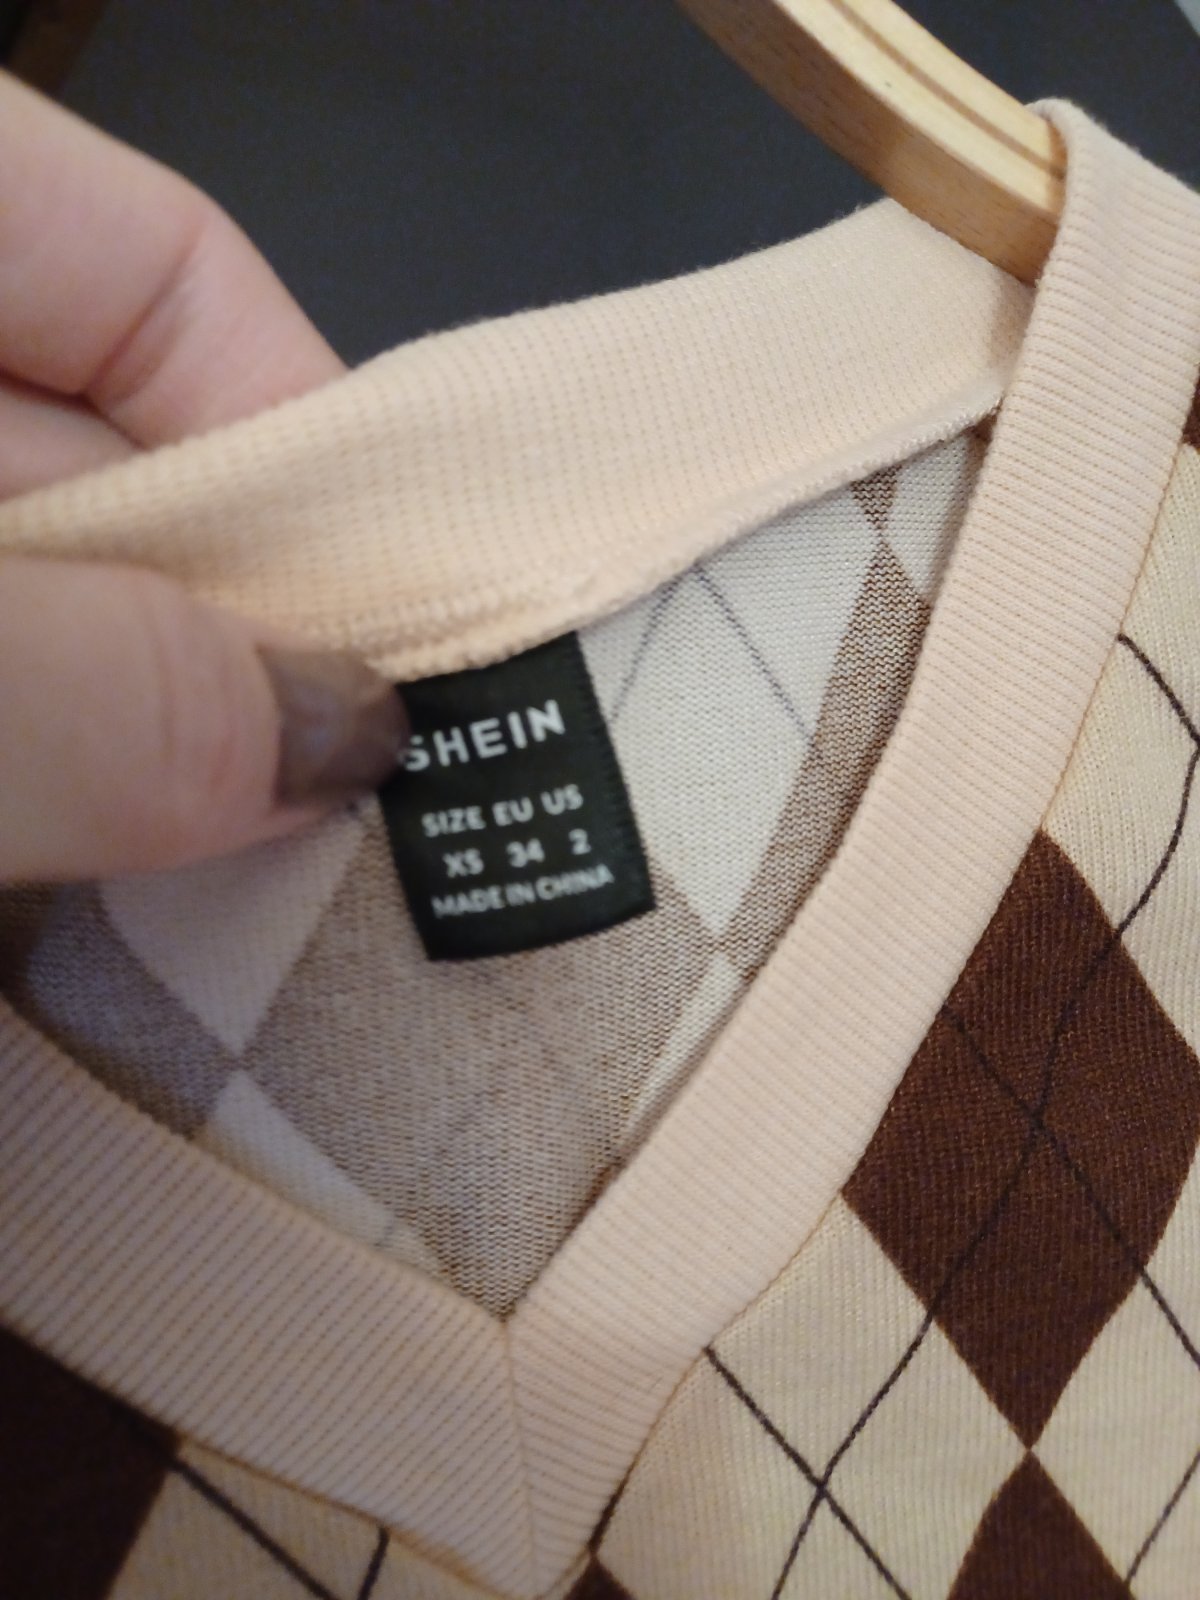 SHEIN
SIZE EU US
XS 34 2
MADE IN CHINA